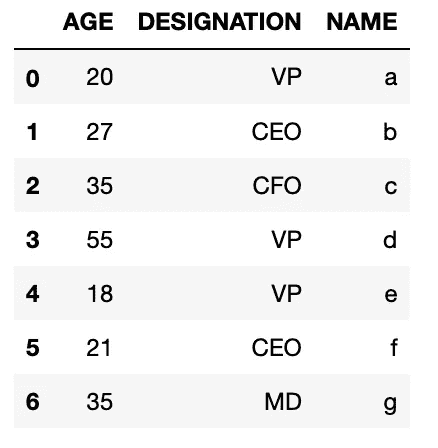 AGE DESIGNATION NAME
0 20 VP a
1 27 CEO b
2 35 CFO c
3 55 VP d
4 18 VP e
5 21 CEO f
6 35 MD g